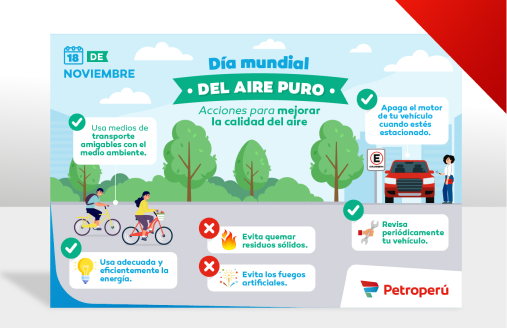 18 DE
NOVIEMBRE
Día mundial
• DEL AIRE PURO •
Acciones para mejorar
la calidad del aire
Usa medios de
transporte
amigables con el
medio ambiente.
Apaga el motor
de tu vehículo
cuando estés
estacionado.
E
Usa adecuada y
eficientemente la
energía.
Evita quemar
residuos sólidos.
Evita los fuegos
artificiales.
Revisa
periódicamente
tu vehículo.
Petroperú